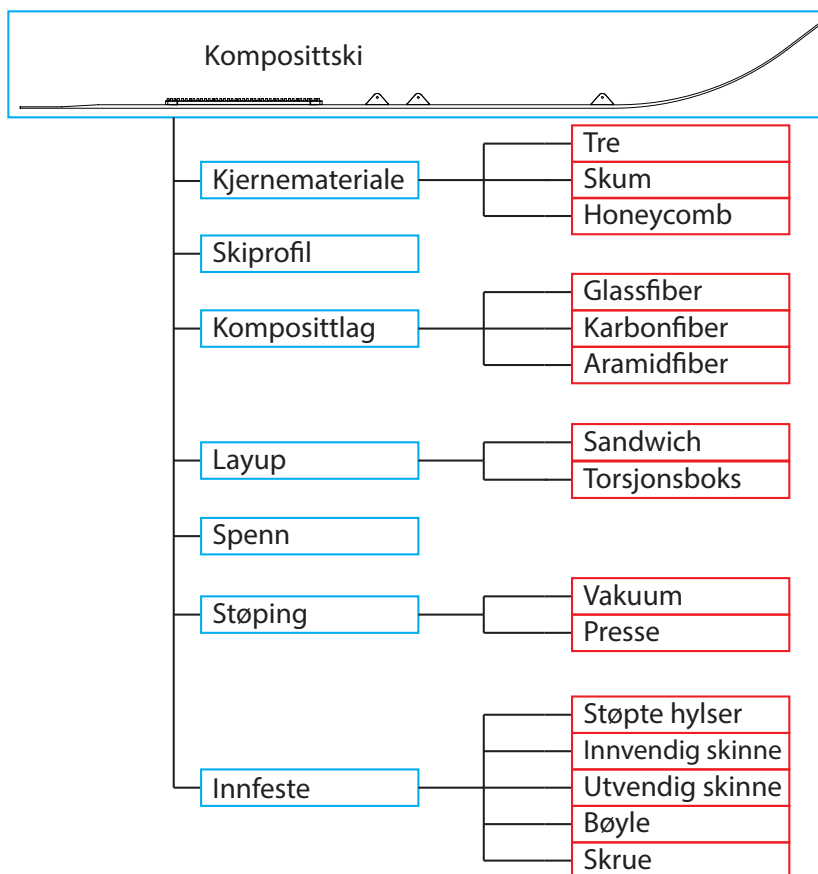 Komposittski
Kjernemateriale
Tre
Skum
Honeycomb
Skiprofil
Komposittlag
Glassfiber
Karbonfiber
Aramidfiber
Layup
Sandwich
Torsjonsboks
Spenn
Støping
Vakuum
Presse
Innfeste
Støpte hylser
Innvendig skinne
Utvendig skinne
Bøyle
Skrue